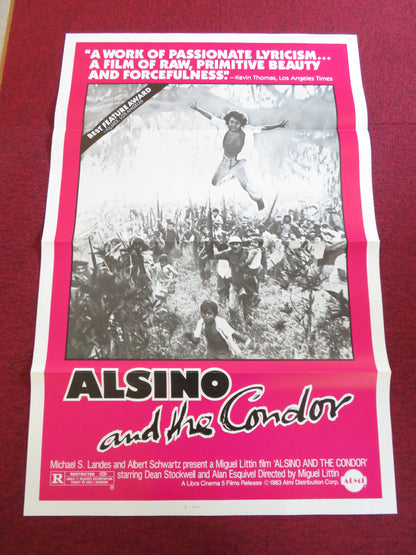 "A WORK OF PASSIONATE LYRICISM...
A FILM OF RAW, PRIMITIVE BEAUTY
AND FORCEFULNESS." —Kevin Thomas, Los Angeles Times
BEST FEATURE AWARD
ALSINO
and the Condor
Michael S. Landes and Albert Schwartz present a Miguel Littin film 'ALSINO AND THE CONDOR'
starring Dean Stockwell and Alan Esquivel Directed by Miguel Littin
R RESTRICTED
A Libra Cinema 5 Films Release © 1983 Almi Distribution Corp.
ALMI